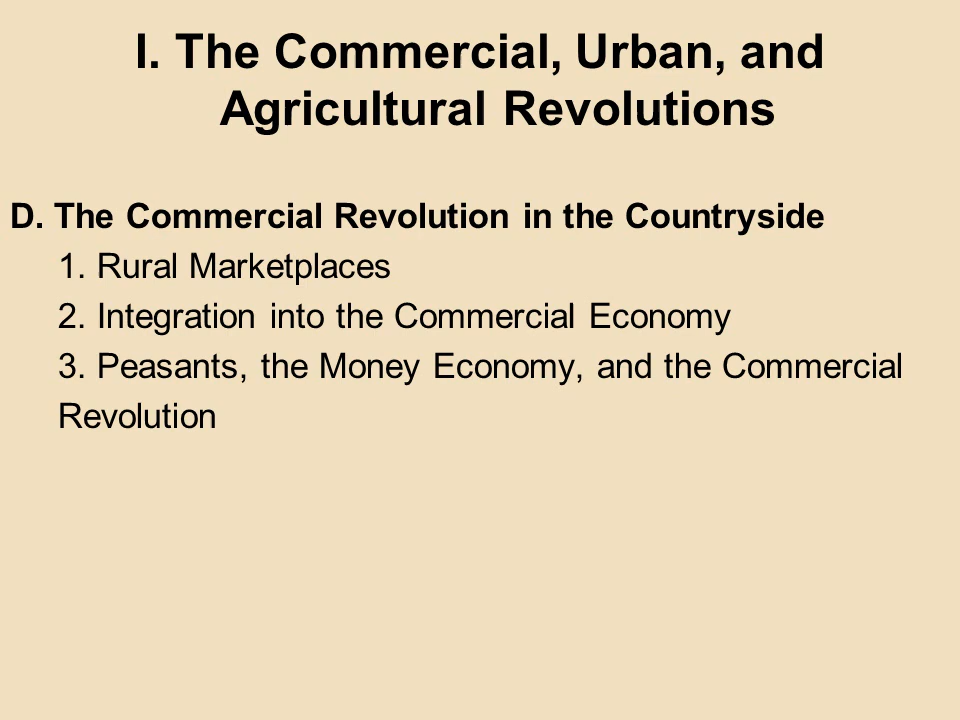 I. The Commercial, Urban, and
Agricultural Revolutions
D. The Commercial Revolution in the Countryside
1. Rural Marketplaces
2. Integration into the Commercial Economy
3. Peasants, the Money Economy, and the Commercial
Revolution